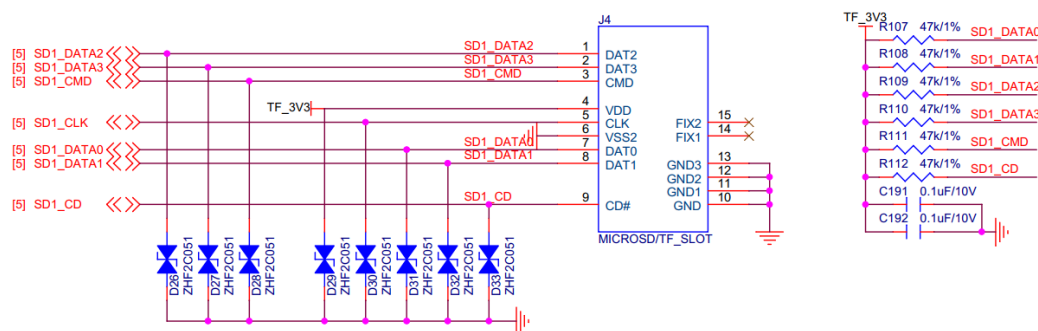 J4
[5] SD1_DATA2 SD1_DATA2 1 DAT2
[5] SD1_DATA3 SD1_DATA3 2 DAT3
[5] SD1_CMD SD1_CMD 3 CMD
TF_3V3 4 VDD
[5] SD1_CLK 5 CLK FIX2 15
6 VSS2 FIX1 14
[5] SD1_DATA0 SD1_DATA0 7 DAT0
[5] SD1_DATA1 SD1_DATA1 8 DAT1 GND3 13
GND2 12
GND1 11
[5] SD1_CD SD1_CD 9 CD# GND 10
MICROSD/TF_SLOT
D26 ZHF2C051
D27 ZHF2C051
D28 ZHF2C051
D29 ZHF2C051
D30 ZHF2C051
D31 ZHF2C051
D32 ZHF2C051
D33 ZHF2C051
TF_3V3
R107 47k/1% SD1_DATA0
R108 47k/1% SD1_DATA1
R109 47k/1% SD1_DATA2
R110 47k/1% SD1_DATA3
R111 47k/1% SD1_CMD
R112 47k/1% SD1_CD
C191 0.1uF/10V
C192 0.1uF/10V